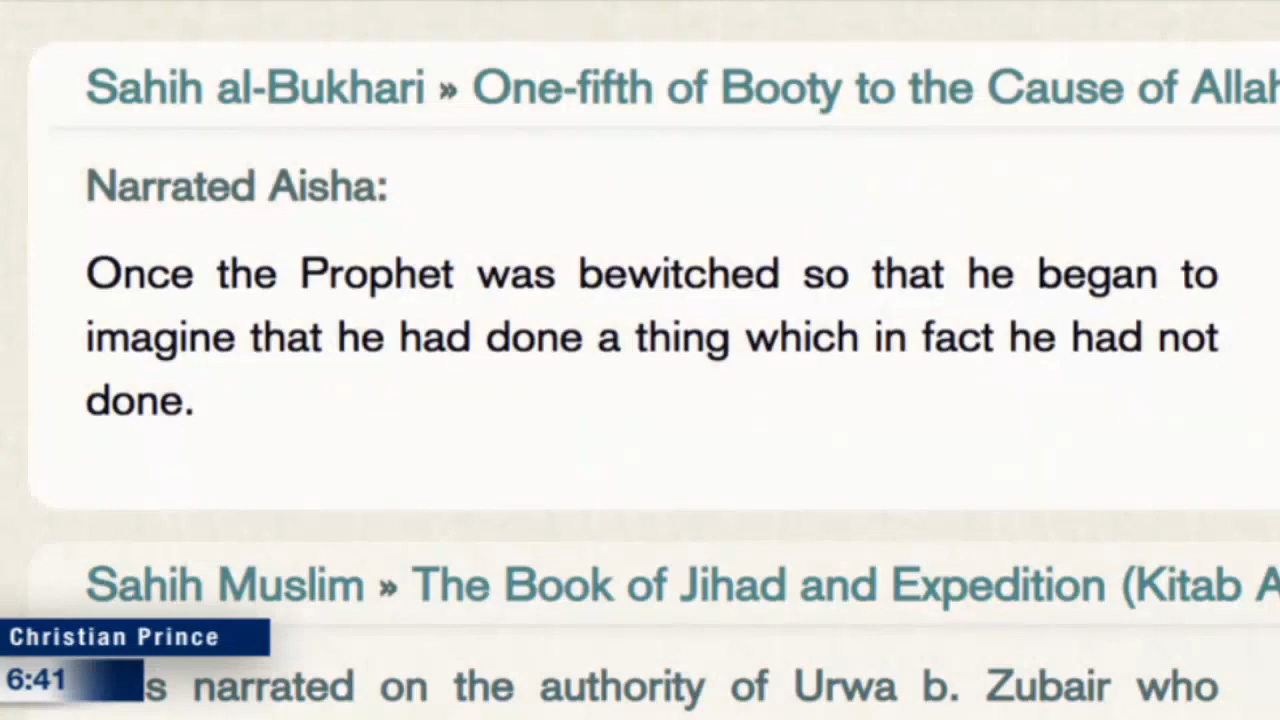 Sahih al-Bukhari » One-fifth of Booty to the Cause of Allah
Narrated Aisha:
Once the Prophet was bewitched so that he began to
imagine that he had done a thing which in fact he had not
done.
Sahih Muslim » The Book of Jihad and Expedition (Kitab A
Christian Prince
6:41
s narrated on the authority of Urwa b. Zubair who